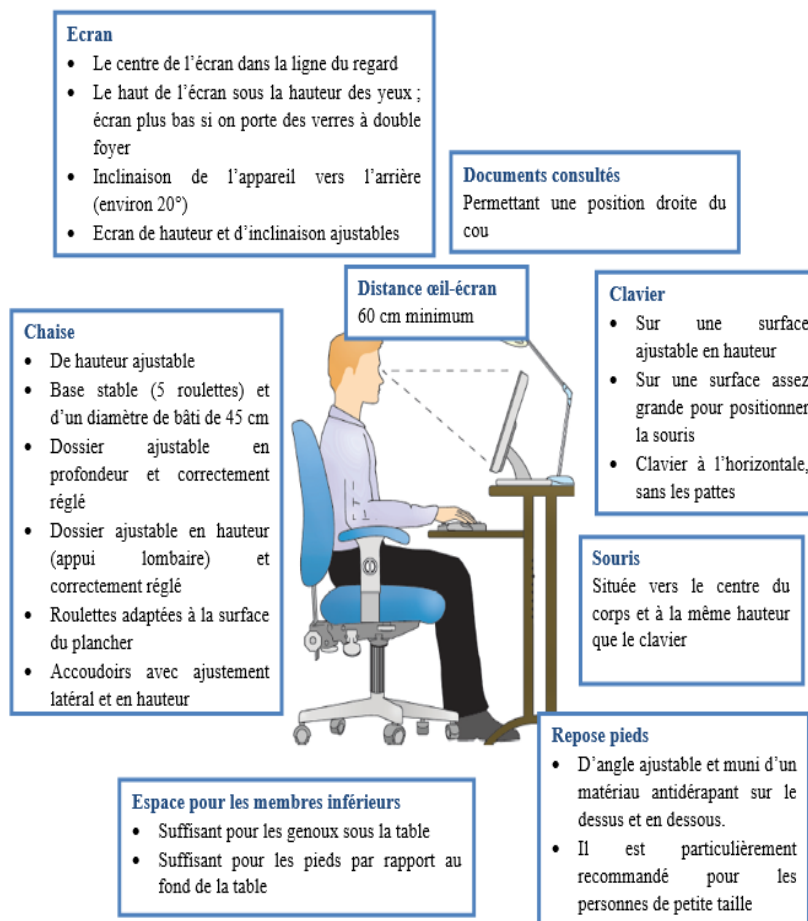 Ecran
• Le centre de l’écran dans la ligne du regard
• Le haut de l’écran sous la hauteur des yeux ;
écran plus bas si on porte des verres à double
foyer
• Inclinaison de l’appareil vers l’arrière
(environ 20°)
• Ecran de hauteur et d’inclinaison ajustables
Documents consultés
Permettant une position droite du
cou
Distance œil-écran
60 cm minimum
Clavier
• Sur une surface
ajustable en hauteur
• Sur une surface assez
grande pour positionner
la souris
• Clavier à l’horizontale,
sans les pattes
Chaise
• De hauteur ajustable
• Base stable (5 roulettes) et
d’un diamètre de bâti de 45 cm
• Dossier ajustable en
profondeur et correctement
réglé
• Dossier ajustable en hauteur
(appui lombaire) et
correctement réglé
• Roulettes adaptées à la surface
du plancher
• Accoudoirs avec ajustement
latéral et en hauteur
Souris
Située vers le centre du
corps et à la même hauteur
que le clavier
Repose pieds
• D’angle ajustable et muni d’un
matériau antidérapant sur le
dessus et en dessous.
• Il est particulièrement
recommandé pour les
personnes de petite taille
Espace pour les membres inférieurs
• Suffisant pour les genoux sous la table
• Suffisant pour les pieds par rapport au
fond de la table